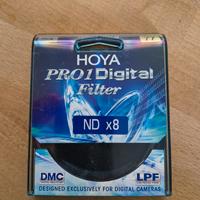 HOYA
PRO1 Digital
Filter
ND x8
DMC LPF
DESIGNED EXCLUSIVELY FOR DIGITAL CAMERAS